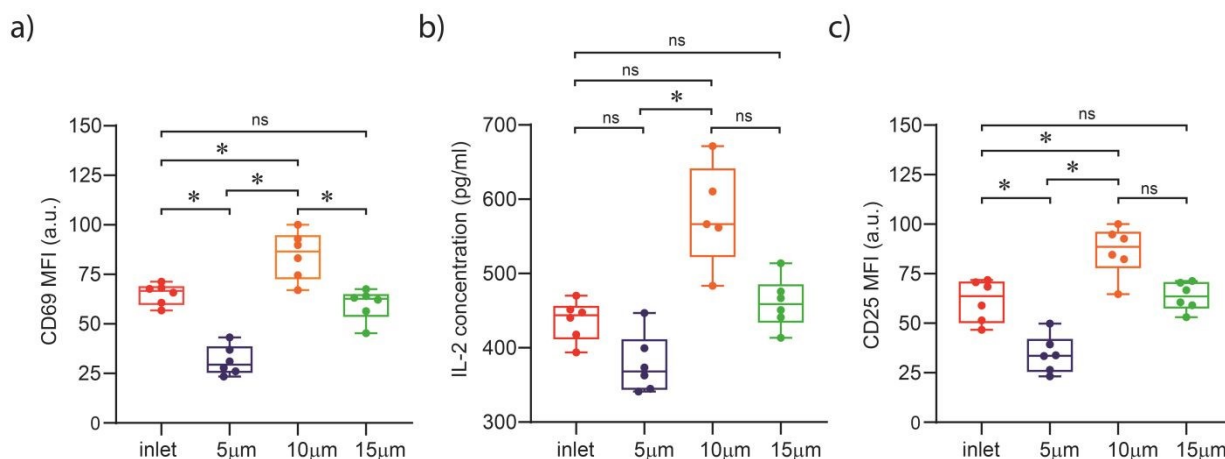 a)
ns
*
*
*
*
150
125
100
75
50
25
0
CD69 MFI (a.u.)
inlet 5μm 10μm 15μm
b)
ns
ns
*
ns
ns
700
600
500
400
300
IL-2 concentration (pg/ml)
inlet 5μm 10μm 15μm
c)
ns
*
*
*
ns
150
125
100
75
50
25
0
CD25 MFI (a.u.)
inlet 5μm 10μm 15μm